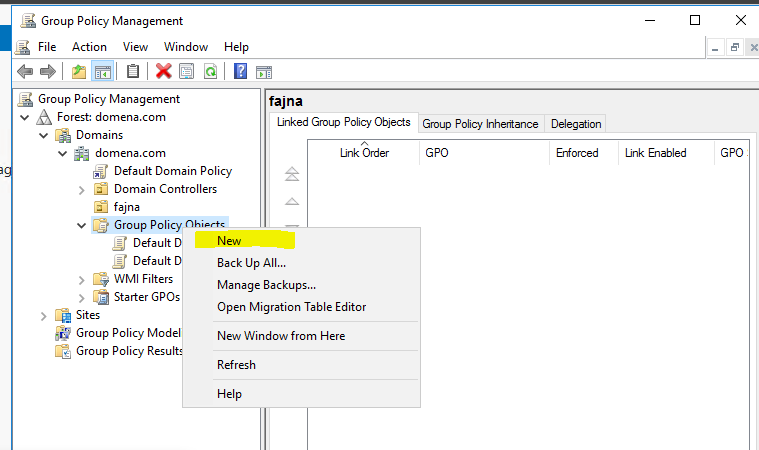 Group Policy Management
File Action View Window Help
Group Policy Management
Forest: domena.com
Domains
domena.com
Default Domain Policy
Domain Controllers
fajna
Group Policy Objects
Default D
Default D
WMI Filters
Starter GPOs
Sites
Group Policy Model
Group Policy Results
New
Back Up All...
Manage Backups...
Open Migration Table Editor
New Window from Here
Refresh
Help
fajna
Linked Group Policy Objects Group Policy Inheritance Delegation
Link Order GPO Enforced Link Enabled GPO